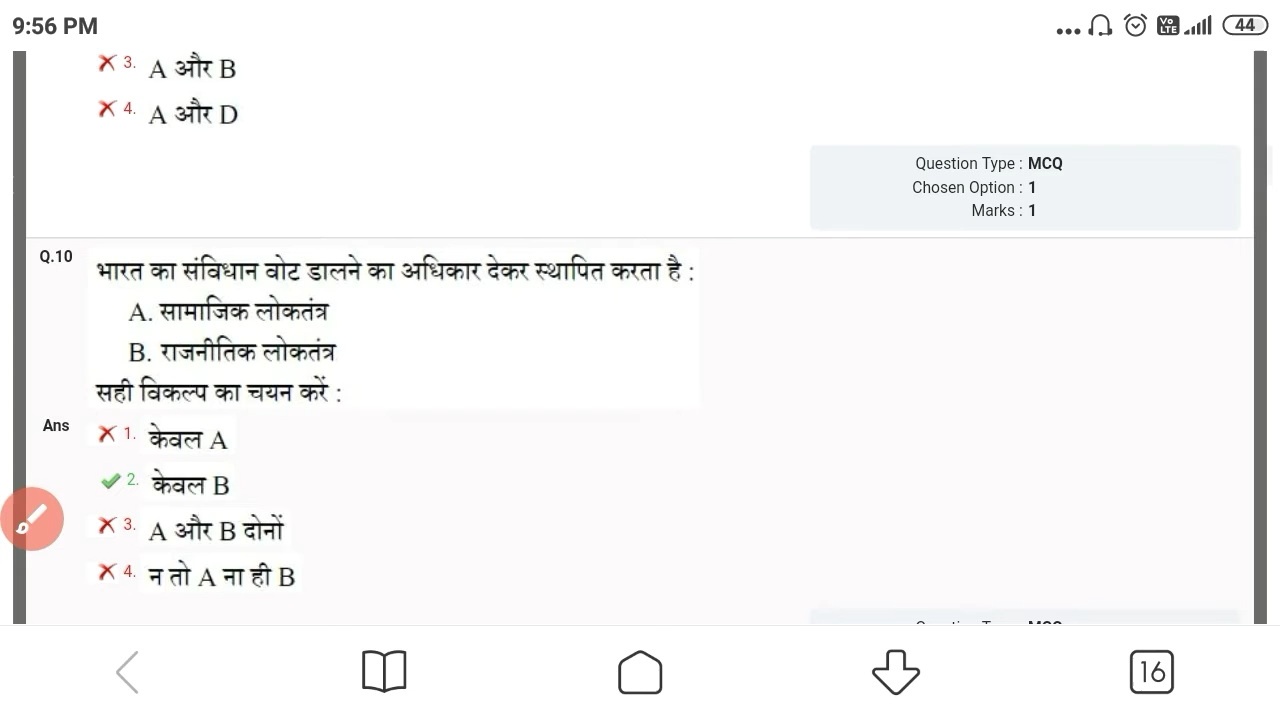 9:56 PM
Vo LTE 44
3. A और B
4. A और D
Question Type : MCQ
Chosen Option : 1
Marks : 1
Q.10 भारत का संविधान वोट डालने का अधिकार देकर स्थापित करता है :
A. सामाजिक लोकतंत्र
B. राजनीतिक लोकतंत्र
सही विकल्प का चयन करें :
Ans 1. केवल A
2. केवल B
3. A और B दोनों
4. न तो A ना ही B
16